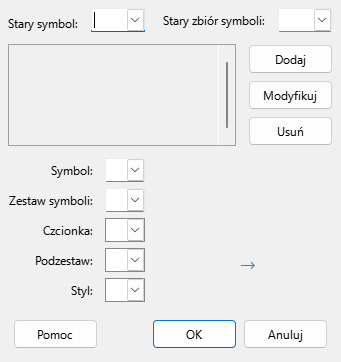 Stary symbol: Stary zbiór symboli:
Dodaj
Modyfikuj
Usuń
Symbol:
Zestaw symboli:
Czcionka:
Podzestaw:
→
Styl:
Pomoc OK Anuluj